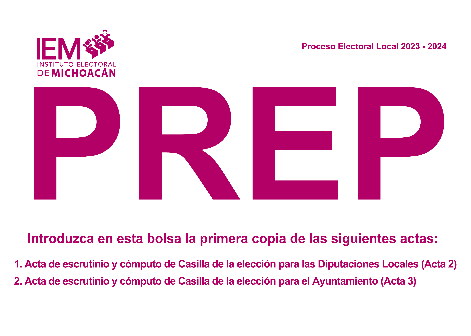 IEM
INSTITUTO ELECTORAL
DE MICHOACÁN
Proceso Electoral Local 2023 - 2024
PREP
Introduzca en esta bolsa la primera copia de las siguientes actas:
1. Acta de escrutinio y cómputo de Casilla de la elección para las Diputaciones Locales (Acta 2)
2. Acta de escrutinio y cómputo de Casilla de la elección para el Ayuntamiento (Acta 3)